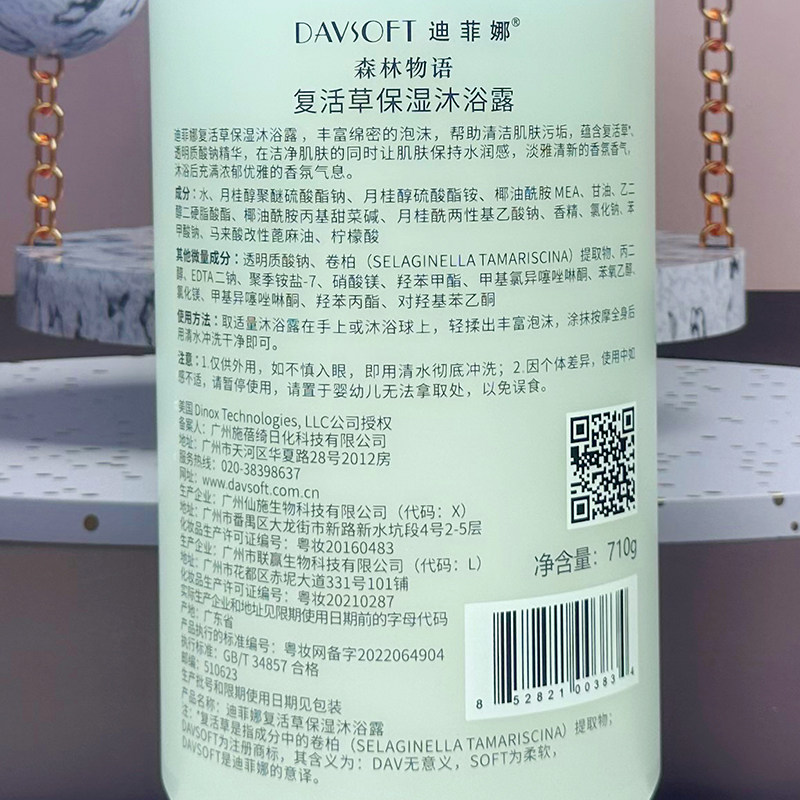 DAVSOFT 迪菲娜®
森林物语
复活草保湿沐浴露
迪菲娜复活草保湿沐浴露，丰富绵密的泡沫，帮助清洁肌肤污垢，蕴含复活草*、
透明质酸钠精华，在洁净肌肤的同时让肌肤保持水润感，淡雅清新的香氛香气，
沐浴后充满浓郁优雅的香氛气息。
成分：水、月桂醇聚醚硫酸酯钠、月桂醇硫酸酯铵、椰油酰胺 MEA、甘油、乙二
醇二硬脂酸酯、椰油酰胺丙基甜菜碱、月桂酰两性基乙酸钠、香精、氯化钠、苯
甲酸钠、马来酸改性蓖麻油、柠檬酸
其他微量成分：透明质酸钠、卷柏（SELAGINELLA TAMARISCINA）提取物、丙二
醇、EDTA 二钠、聚季铵盐-7、硝酸镁、羟苯甲酯、甲基氯异噻唑啉酮、苯氧乙醇、
氯化镁、甲基异噻唑啉酮、羟苯丙酯、对羟基苯乙酮
使用方法：取适量沐浴露在手上或沐浴球上，轻揉出丰富泡沫，涂抹按摩全身后
用清水冲洗干净即可。
注意：1.仅供外用，如不慎入眼，即用清水彻底冲洗；2.因个体差异，使用中如
感不适，请暂停使用，请置于婴幼儿无法拿取处，以免误食。
美国 Dinox Technologies, LLC公司授权
备案人：广州施蓓绮日化科技有限公司
地址：广州市天河区华夏路28号2012房
服务热线：020-38398637
网址：www.davsoft.com.cn
生产企业：广州仙施生物科技有限公司（代码：X）
地址：广州市番禺区大龙街市新路新水坑段4号2-5层
化妆品生产许可证编号：粤妆20160483
生产企业：广州市联赢生物科技有限公司（代码：L）
地址：广州市花都区赤坭大道331号101铺
化妆品生产许可证编号：粤妆20210287
实际生产企业和地址见限期使用日期前的字母代码
产地：广东省
产品执行的标准编号：粤妆网备字2022064904
执行标准：GB/T 34857 合格
邮编：510623
生产批号和限期使用日期见包装
产品名称：迪菲娜复活草保湿沐浴露
注：*复活草是指成分中的卷柏（SELAGINELLA TAMARISCINA）提取物；
DAVSOFT为注册商标，其含义为：DAV无意义，SOFT为柔软，
DAVSOFT是迪菲娜的意译。
净含量：710g
8 52821 00383 4